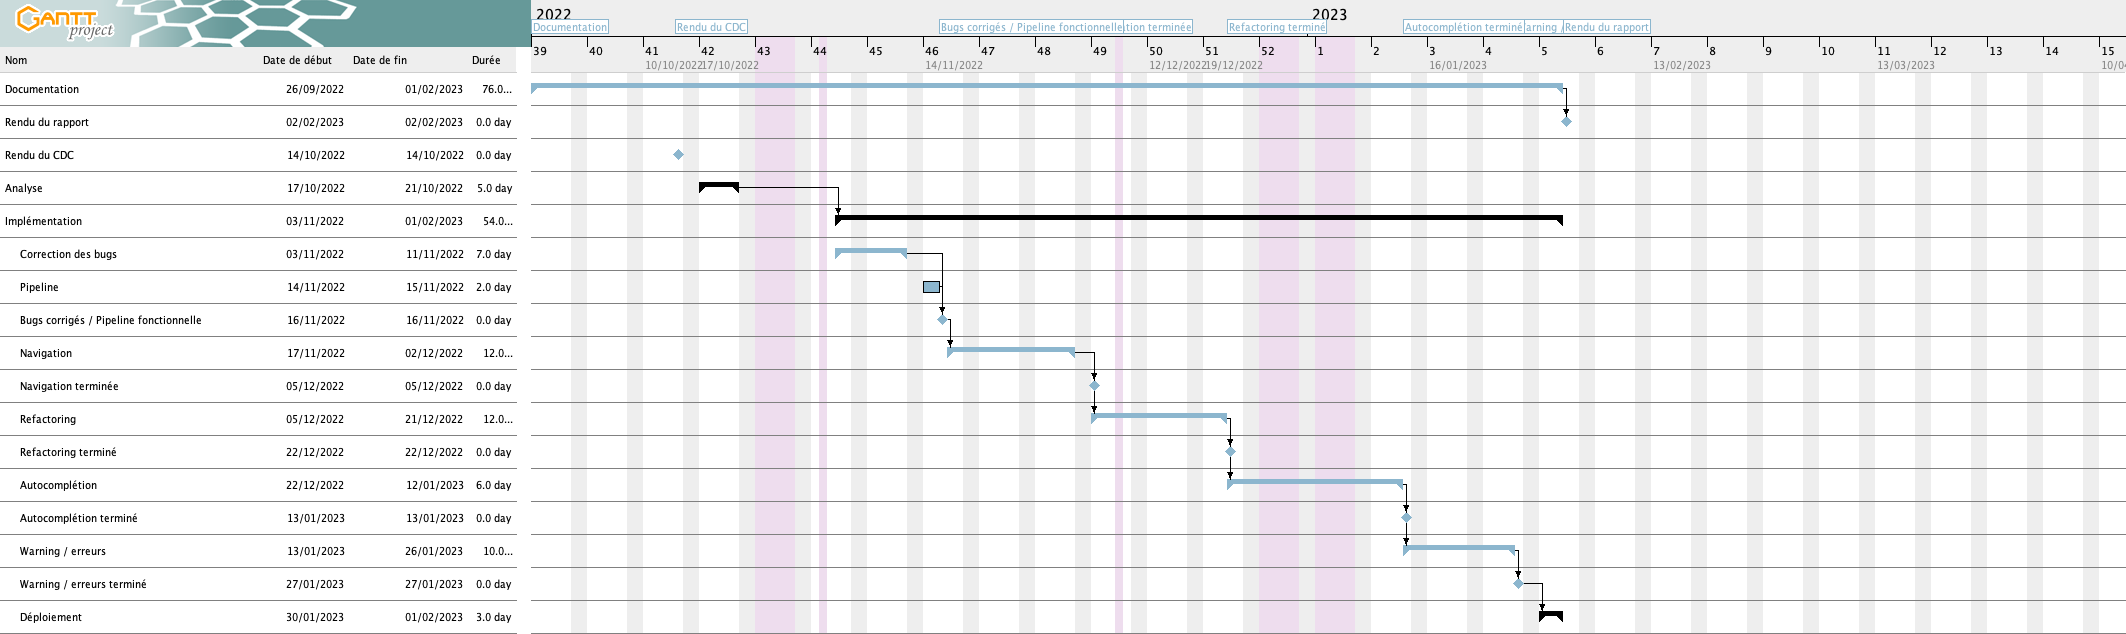 GANTT
project
2022
2023
Documentation
Rendu du CDC
Bugs corrigés / Pipeline fonctionnelle
tion terminée
Refactoring terminé
Autocomplétion terminé
arning /
Rendu du rapport
39 40 41 42 43 44 45 46 47 48 49 50 51 52 1 2 3 4 5 6 7 8 9 10 11 12 13 14 15
10/10/2022 17/10/2022 14/11/2022 12/12/2022 19/12/2022 16/01/2023 13/02/2023 13/03/2023 10/0
Nom Date de début Date de fin Durée
Documentation 26/09/2022 01/02/2023 76.0...
Rendu du rapport 02/02/2023 02/02/2023 0.0 day
Rendu du CDC 14/10/2022 14/10/2022 0.0 day
Analyse 17/10/2022 21/10/2022 5.0 day
Implémentation 03/11/2022 01/02/2023 54.0...
Correction des bugs 03/11/2022 11/11/2022 7.0 day
Pipeline 14/11/2022 15/11/2022 2.0 day
Bugs corrigés / Pipeline fonctionnelle 16/11/2022 16/11/2022 0.0 day
Navigation 17/11/2022 02/12/2022 12.0...
Navigation terminée 05/12/2022 05/12/2022 0.0 day
Refactoring 05/12/2022 21/12/2022 12.0...
Refactoring terminé 22/12/2022 22/12/2022 0.0 day
Autocomplétion 22/12/2022 12/01/2023 6.0 day
Autocomplétion terminé 13/01/2023 13/01/2023 0.0 day
Warning / erreurs 13/01/2023 26/01/2023 10.0...
Warning / erreurs terminé 27/01/2023 27/01/2023 0.0 day
Déploiement 30/01/2023 01/02/2023 3.0 day